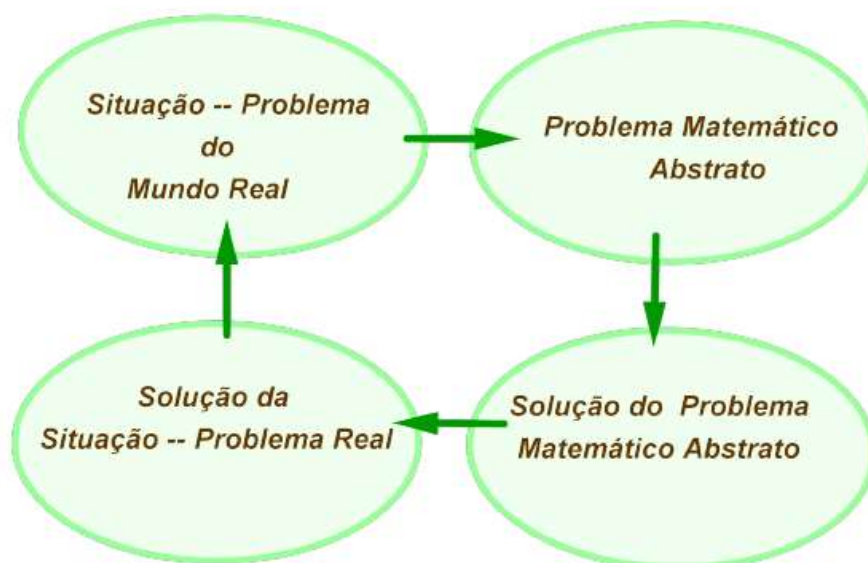 Situação -- Problema
do
Mundo Real
Problema Matemático
Abstrato
Solução da
Situação -- Problema Real
Solução do Problema
Matemático Abstrato